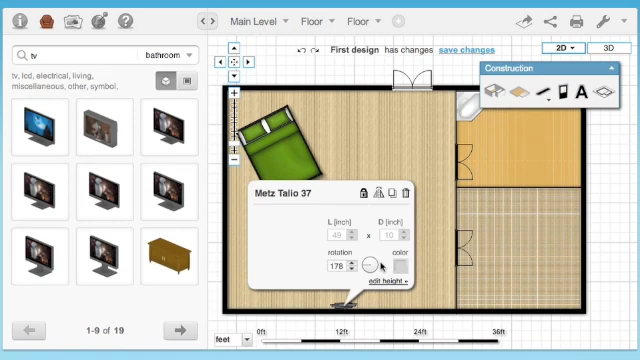 Main Level
Floor
Floor
tv
bathroom
tv, lcd, electrical, living,
miscellaneous, other, symbol,
First design has changes save changes
2D
3D
Construction
A
Metz Talio 37
L [inch]
D [inch]
49 x 10
rotation
color
178
edit height »
1-9 of 19
feet
0ft
12ft
24ft
36ft